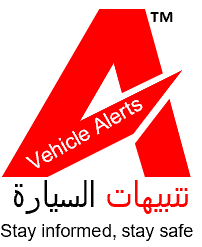 ™
Vehicle Alerts
تنبيهات السيارة
Stay informed, stay safe